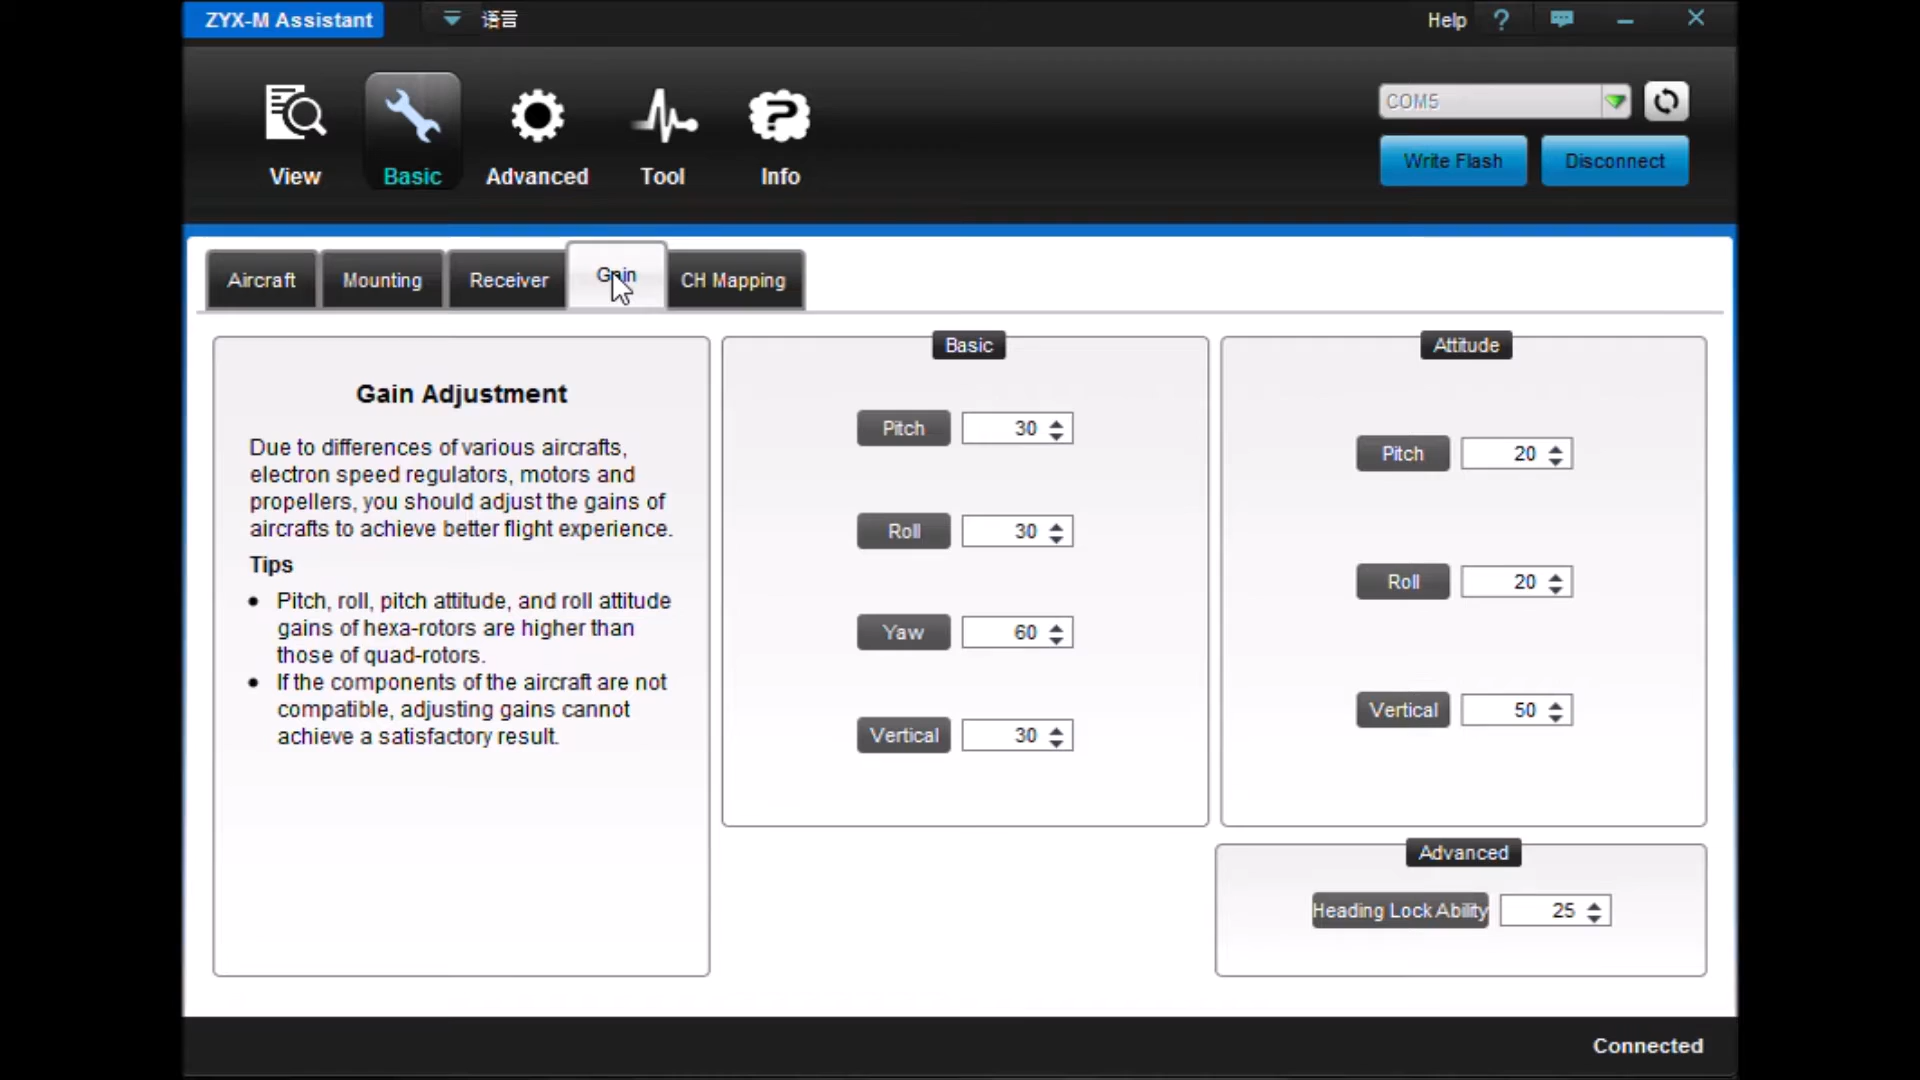 ZYX-M Assistant
语言
Help
View
Basic
Advanced
Tool
Info
COM5
Write Flash
Disconnect
Aircraft
Mounting
Receiver
Gain
CH Mapping
Gain Adjustment
Due to differences of various aircrafts,
electron speed regulators, motors and
propellers, you should adjust the gains of
aircrafts to achieve better flight experience.
Tips
• Pitch, roll, pitch attitude, and roll attitude
gains of hexa-rotors are higher than
those of quad-rotors.
• If the components of the aircraft are not
compatible, adjusting gains cannot
achieve a satisfactory result.
Basic
Pitch 30
Roll 30
Yaw 60
Vertical 30
Attitude
Pitch 20
Roll 20
Vertical 50
Advanced
Heading Lock Ability 25
Connected